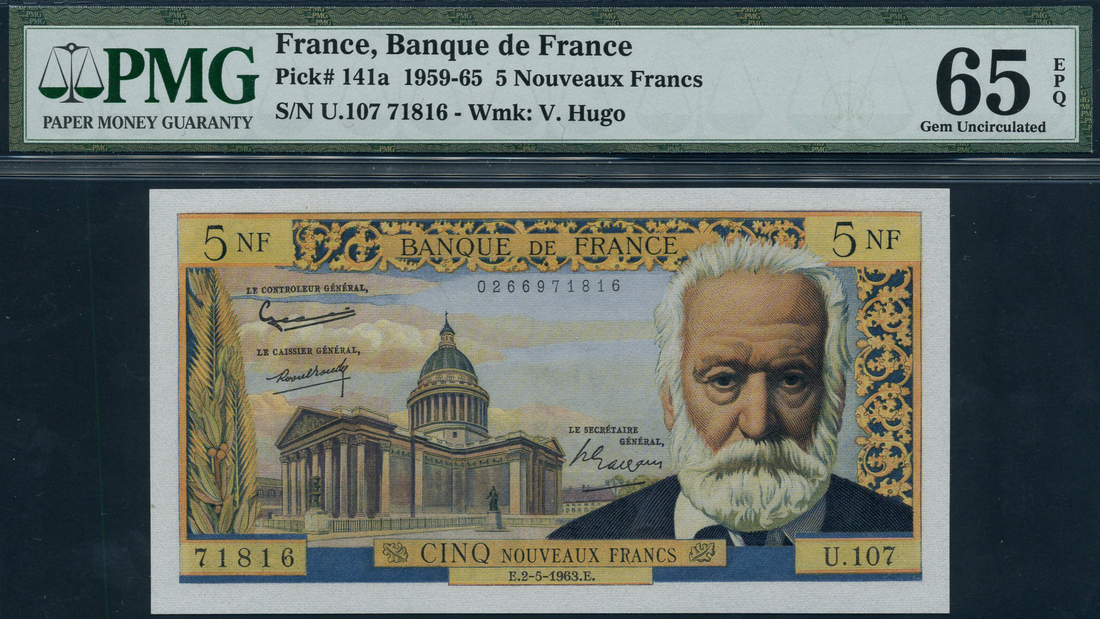 PMG
PAPER MONEY GUARANTY
France, Banque de France
Pick# 141a 1959-65 5 Nouveaux Francs
S/N U.107 71816 - Wmk: V. Hugo
65
EPQ
Gem Uncirculated
5 NF
BANQUE DE FRANCE
5 NF
0266971816
LE CONTROLEUR GÉNÉRAL,
LE CAISSIER GÉNÉRAL,
LE SECRÉTAIRE
GÉNÉRAL,
71816
CINQ NOUVEAUX FRANCS
U.107
E.2-5-1963.E.